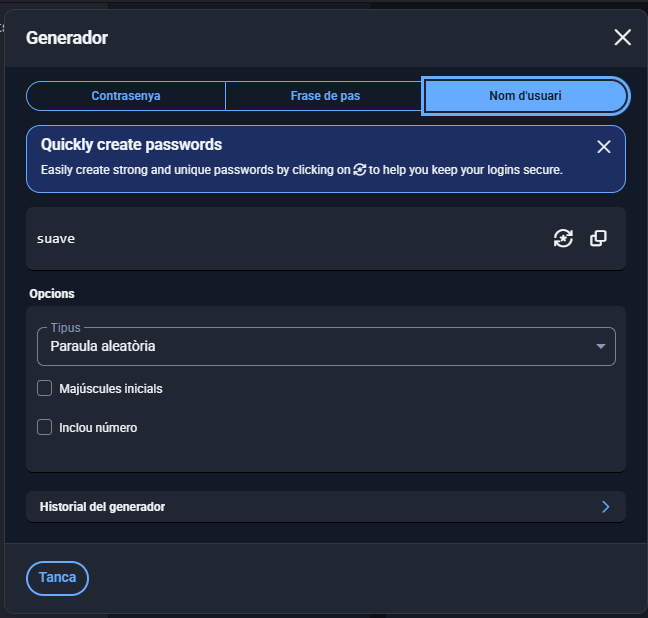 Generador
Contrasenya
Frase de pas
Nom d'usuari
Quickly create passwords
Easily create strong and unique passwords by clicking on to help you keep your logins secure.
suave
Opcions
Tipus
Paraula aleatòria
Majúscules inicials
Inclou número
Historial del generador
Tanca